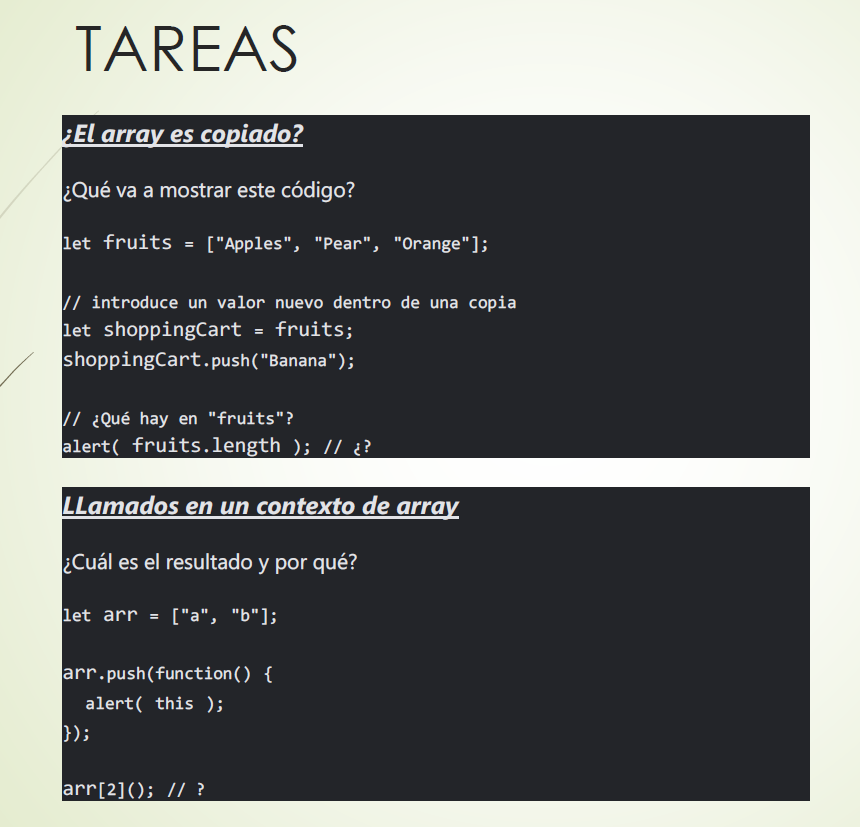 TAREAS
¿El array es copiado?
¿Qué va a mostrar este código?
let fruits = ["Apples", "Pear", "Orange"];
// introduce un valor nuevo dentro de una copia
let shoppingCart = fruits;
shoppingCart.push("Banana");
// ¿Qué hay en "fruits"?
alert( fruits.length ); // ¿?
LLamados en un contexto de array
¿Cuál es el resultado y por qué?
let arr = ["a", "b"];
arr.push(function() {
  alert( this );
});
arr[2](); // ?